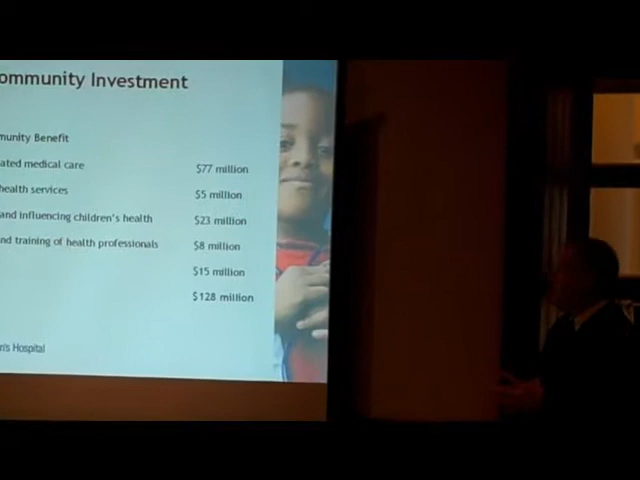 ommunity Investment
munity Benefit
ated medical care $77 million
health services $5 million
and influencing children's health $23 million
nd training of health professionals $8 million
$15 million
$128 million
n's Hospital